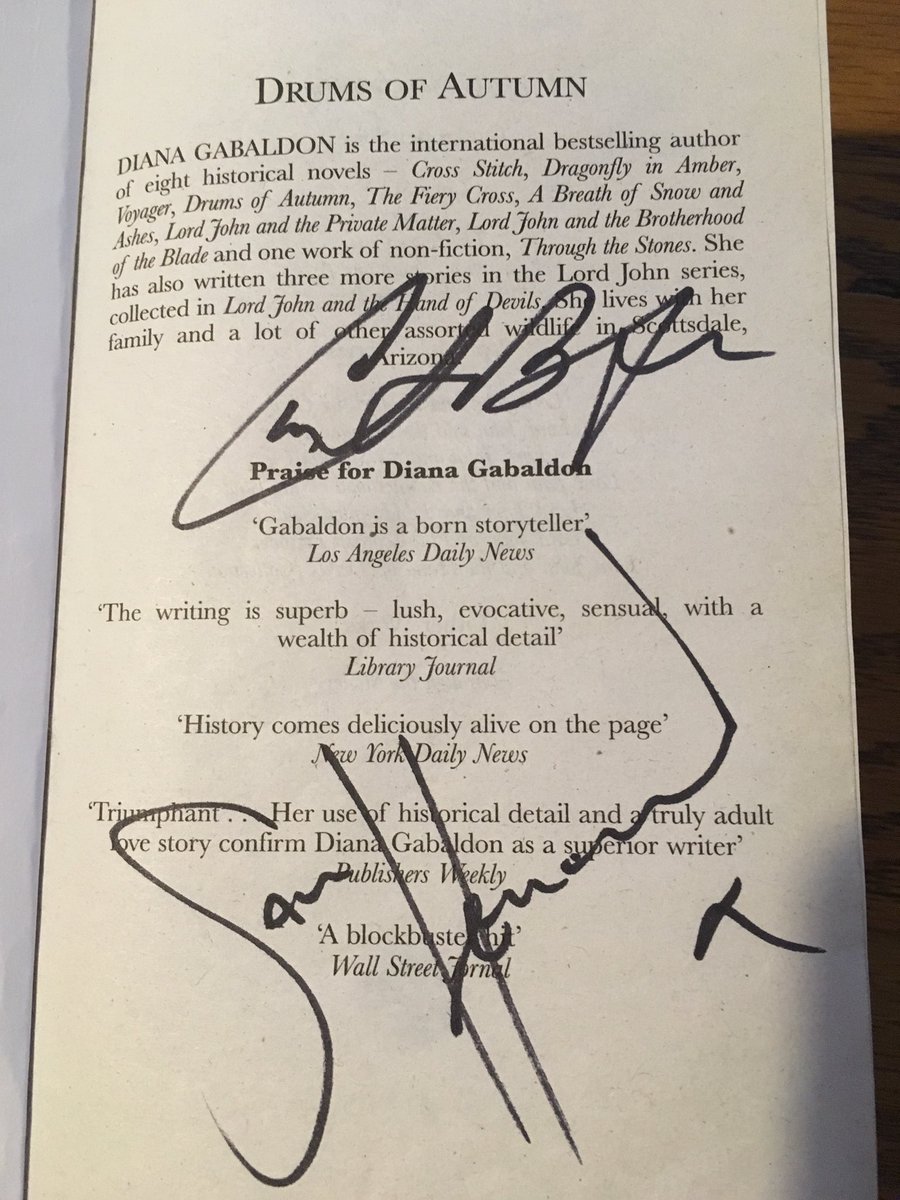 DRUMS OF AUTUMN
DIANA GABALDON is the international bestselling author
of eight historical novels – Cross Stitch, Dragonfly in Amber,
Voyager, Drums of Autumn, The Fiery Cross, A Breath of Snow and
Ashes, Lord John and the Private Matter, Lord John and the Brotherhood
of the Blade and one work of non-fiction, Through the Stones. She
has also written three more stories in the Lord John series,
collected in Lord John and the Hand of Devils. She lives with her
family and a lot of other assorted wildlife in Scottsdale,
Arizona.
Praise for Diana Gabaldon
‘Gabaldon is a born storyteller’
Los Angeles Daily News
‘The writing is superb – lush, evocative, sensual, with a
wealth of historical detail’
Library Journal
‘History comes deliciously alive on the page’
New York Daily News
‘Triumphant . . . Her use of historical detail and a truly adult
love story confirm Diana Gabaldon as a superior writer’
Publishers Weekly
‘A blockbuster hit’
Wall Street Jornal
Sam Heughan x